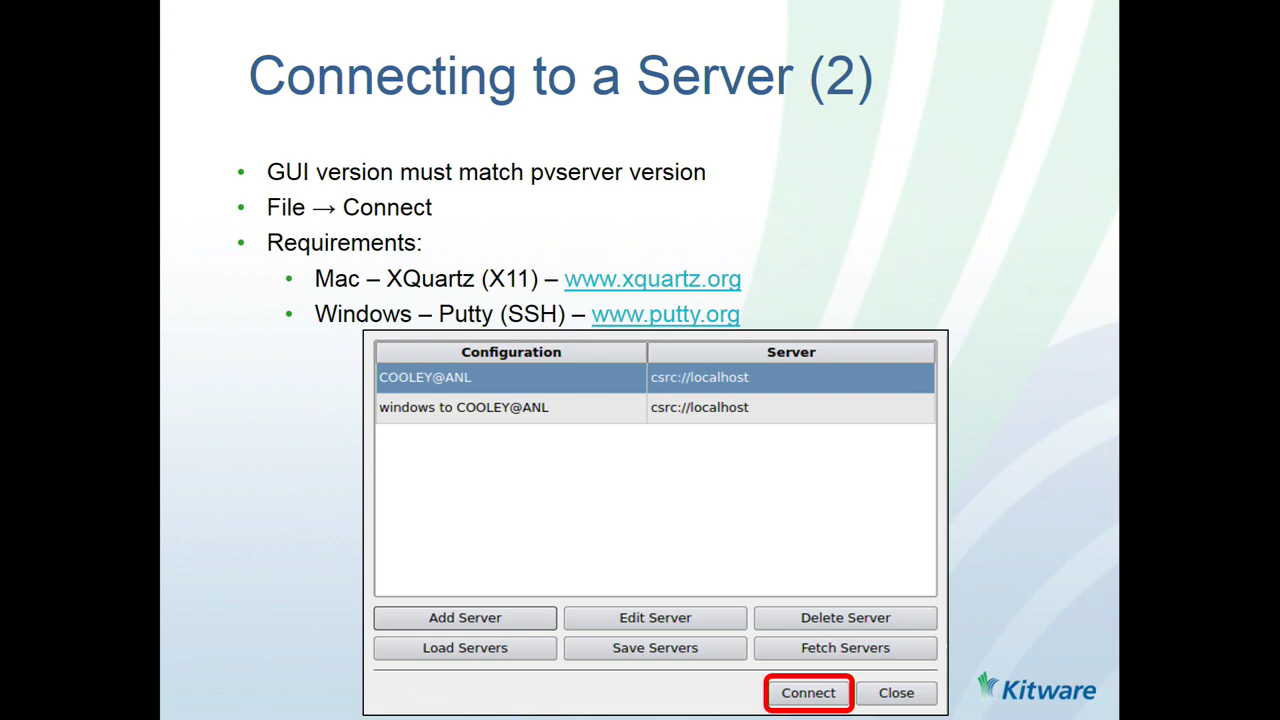 Connecting to a Server (2)
• GUI version must match pvserver version
• File → Connect
• Requirements:
• Mac – XQuartz (X11) – www.xquartz.org
• Windows – Putty (SSH) – www.putty.org
Configuration Server
COOLEY@ANL csrc://localhost
windows to COOLEY@ANL csrc://localhost
Add Server Edit Server Delete Server
Load Servers Save Servers Fetch Servers
Connect Close
Kitware